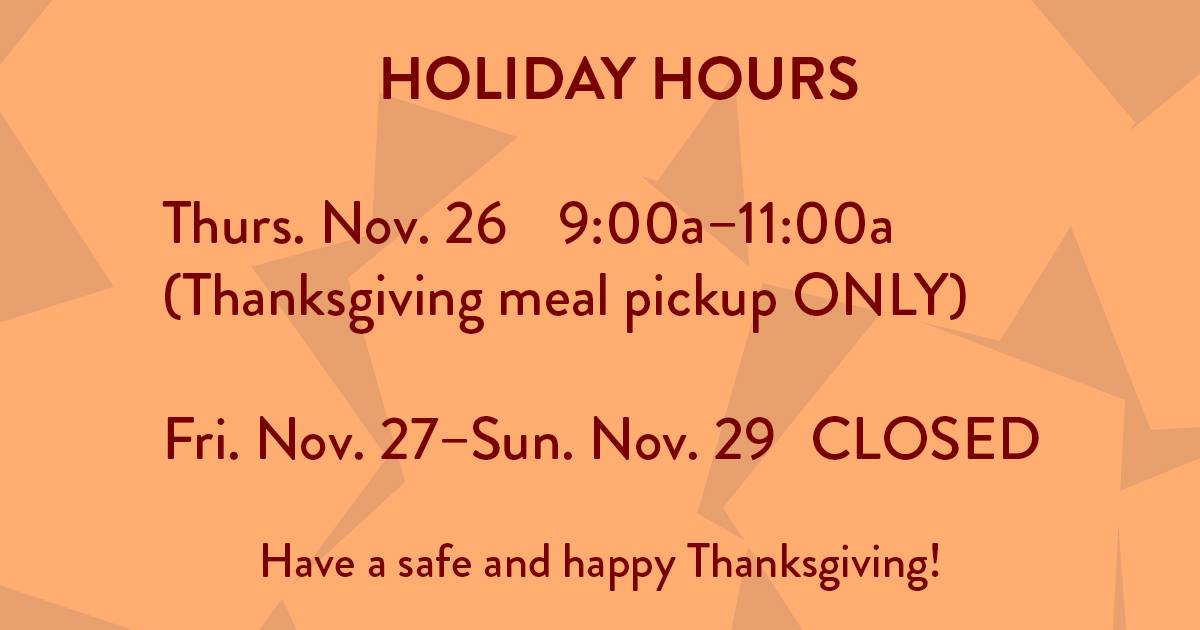 HOLIDAY HOURS
Thurs. Nov. 26 9:00a–11:00a
(Thanksgiving meal pickup ONLY)
Fri. Nov. 27–Sun. Nov. 29 CLOSED
Have a safe and happy Thanksgiving!